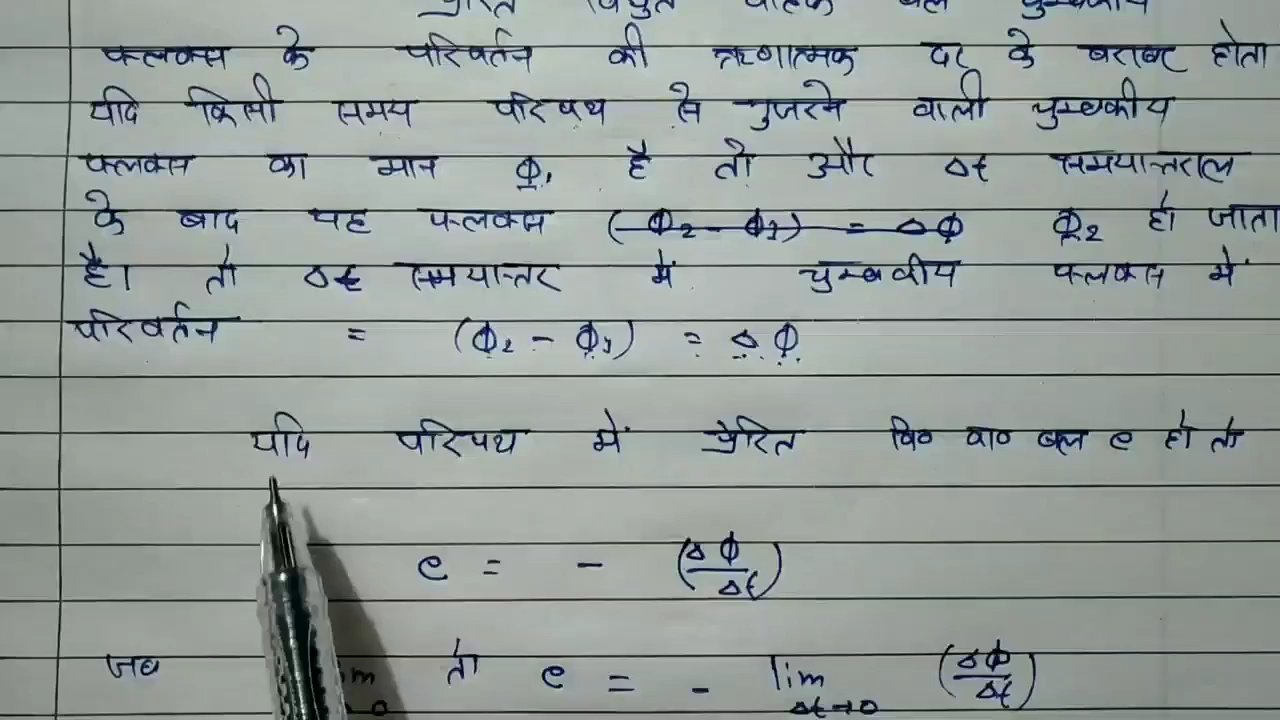 प्रेरित विद्युत वाहक बल चुम्बकीय
फ्लक्स के परिवर्तन की ऋणात्मक दर के बराबर होता
यदि किसी समय परिपथ से गुजरने वाली चुम्बकीय
फ्लक्स का मान Φ₁ है तो और Δt समयान्तराल
के बाद यह फ्लक्स (Φ₂ - Φ₁) = ΔΦ Φ₂ हो जाता
है। तो Δt समयान्तर में चुम्बकीय फ्लक्स में
परिवर्तन = (Φ₂ - Φ₁) = ΔΦ
यदि परिपथ में प्रेरित वि० वा० बल e हो तो
e = - (ΔΦ/Δt)
जब तो e = - lim Δt→0 (ΔΦ/Δt)